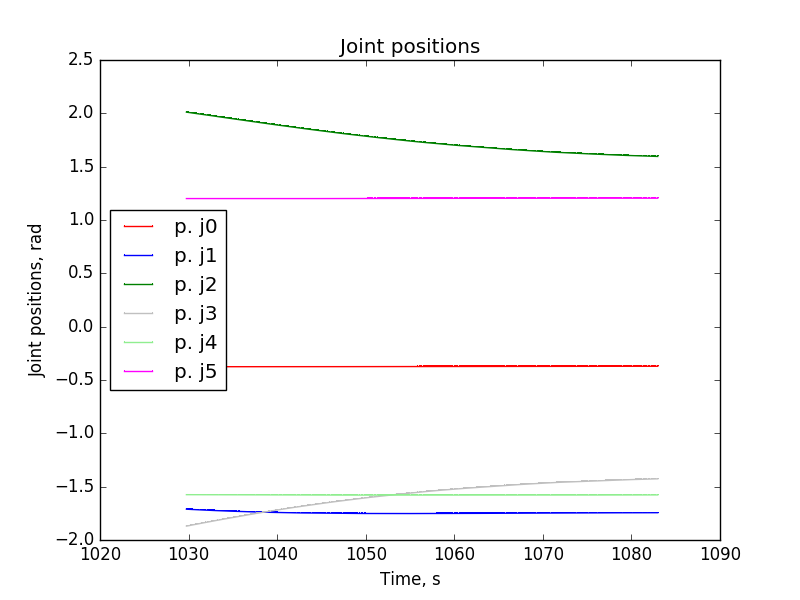 Joint positions
2.5
2.0
1.5
1.0
0.5
0.0
−0.5
−1.0
−1.5
−2.0
Joint positions, rad
p. j0
p. j1
p. j2
p. j3
p. j4
p. j5
1020 1030 1040 1050 1060 1070 1080 1090
Time, s